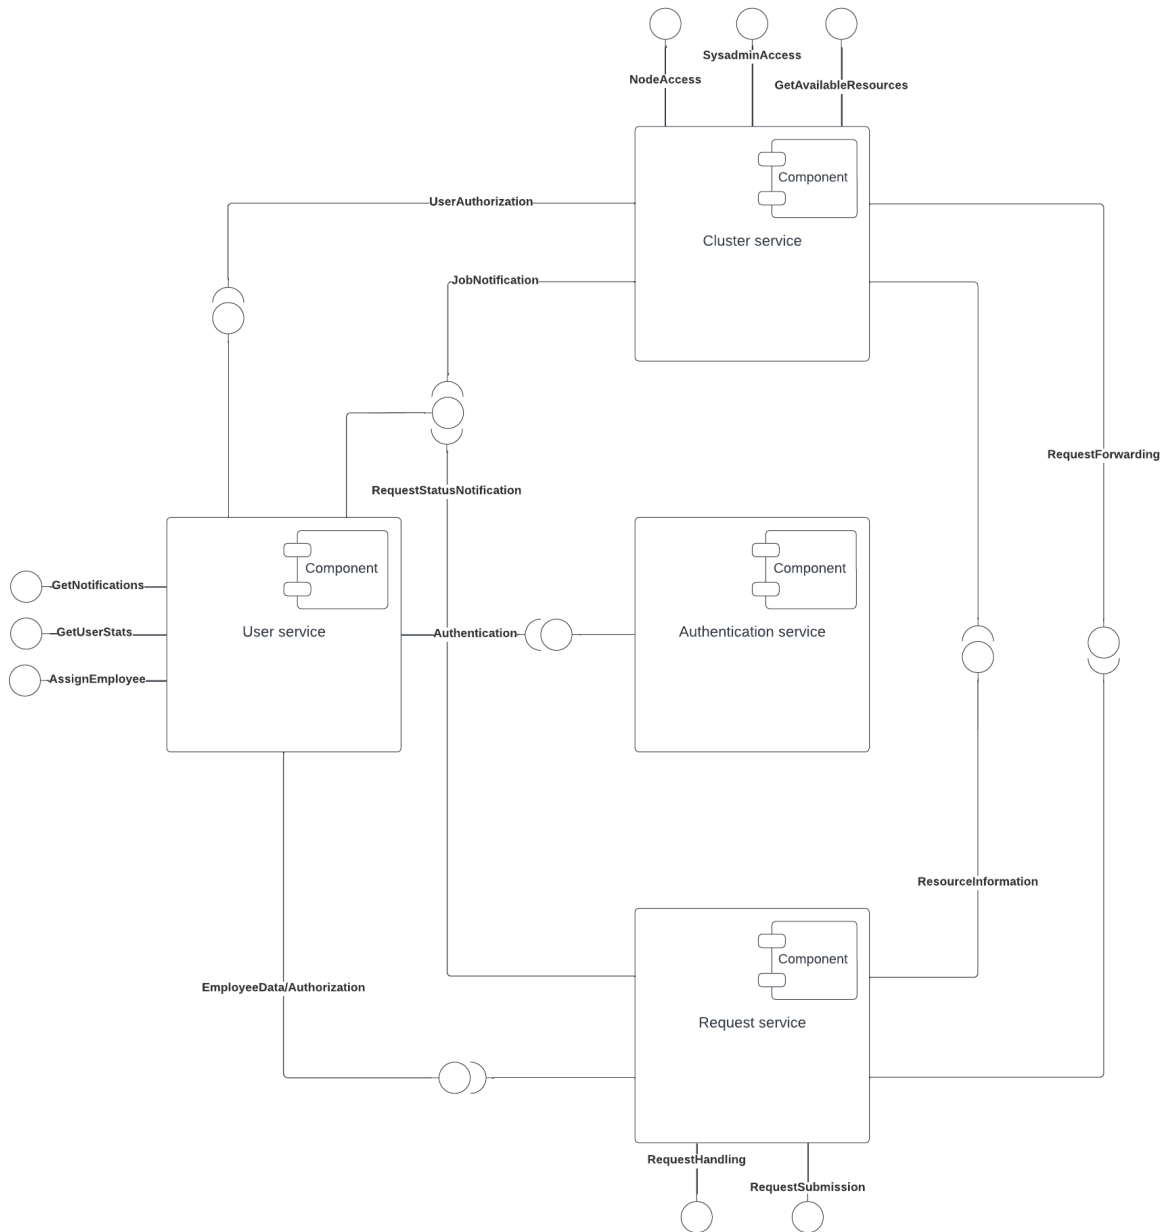 SysadminAccess
NodeAccess
GetAvailableResources
Component
UserAuthorization
Cluster service
JobNotification
RequestForwarding
RequestStatusNotification
Component
Component
GetNotifications
GetUserStats
User service
Authentication
Authentication service
AssignEmployee
ResourceInformation
Component
EmployeeData/Authorization
Request service
RequestHandling
RequestSubmission